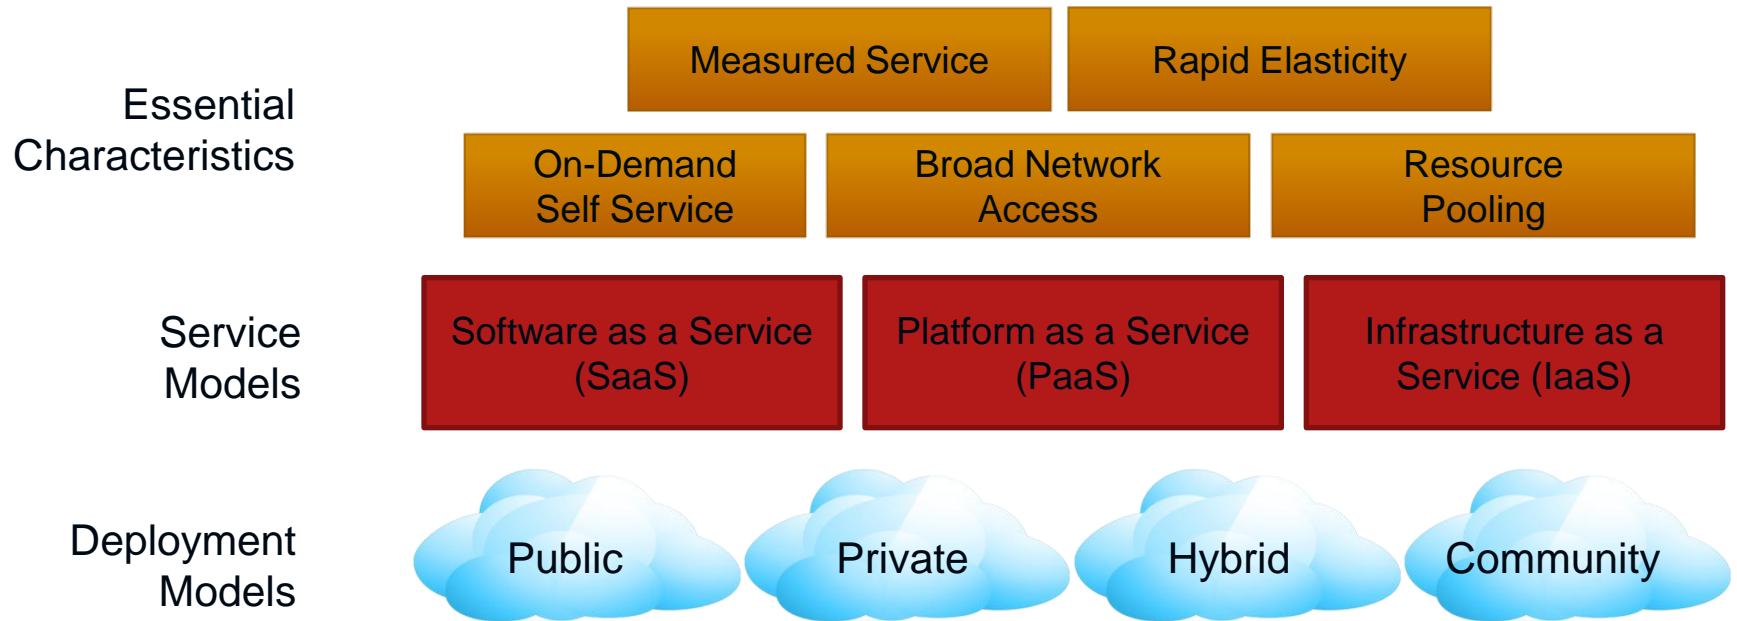 Measured Service
Rapid Elasticity
Essential
Characteristics
On-Demand
Self Service
Broad Network
Access
Resource
Pooling
Service
Models
Software as a Service
(SaaS)
Platform as a Service
(PaaS)
Infrastructure as a
Service (IaaS)
Deployment
Models
Public
Private
Hybrid
Community